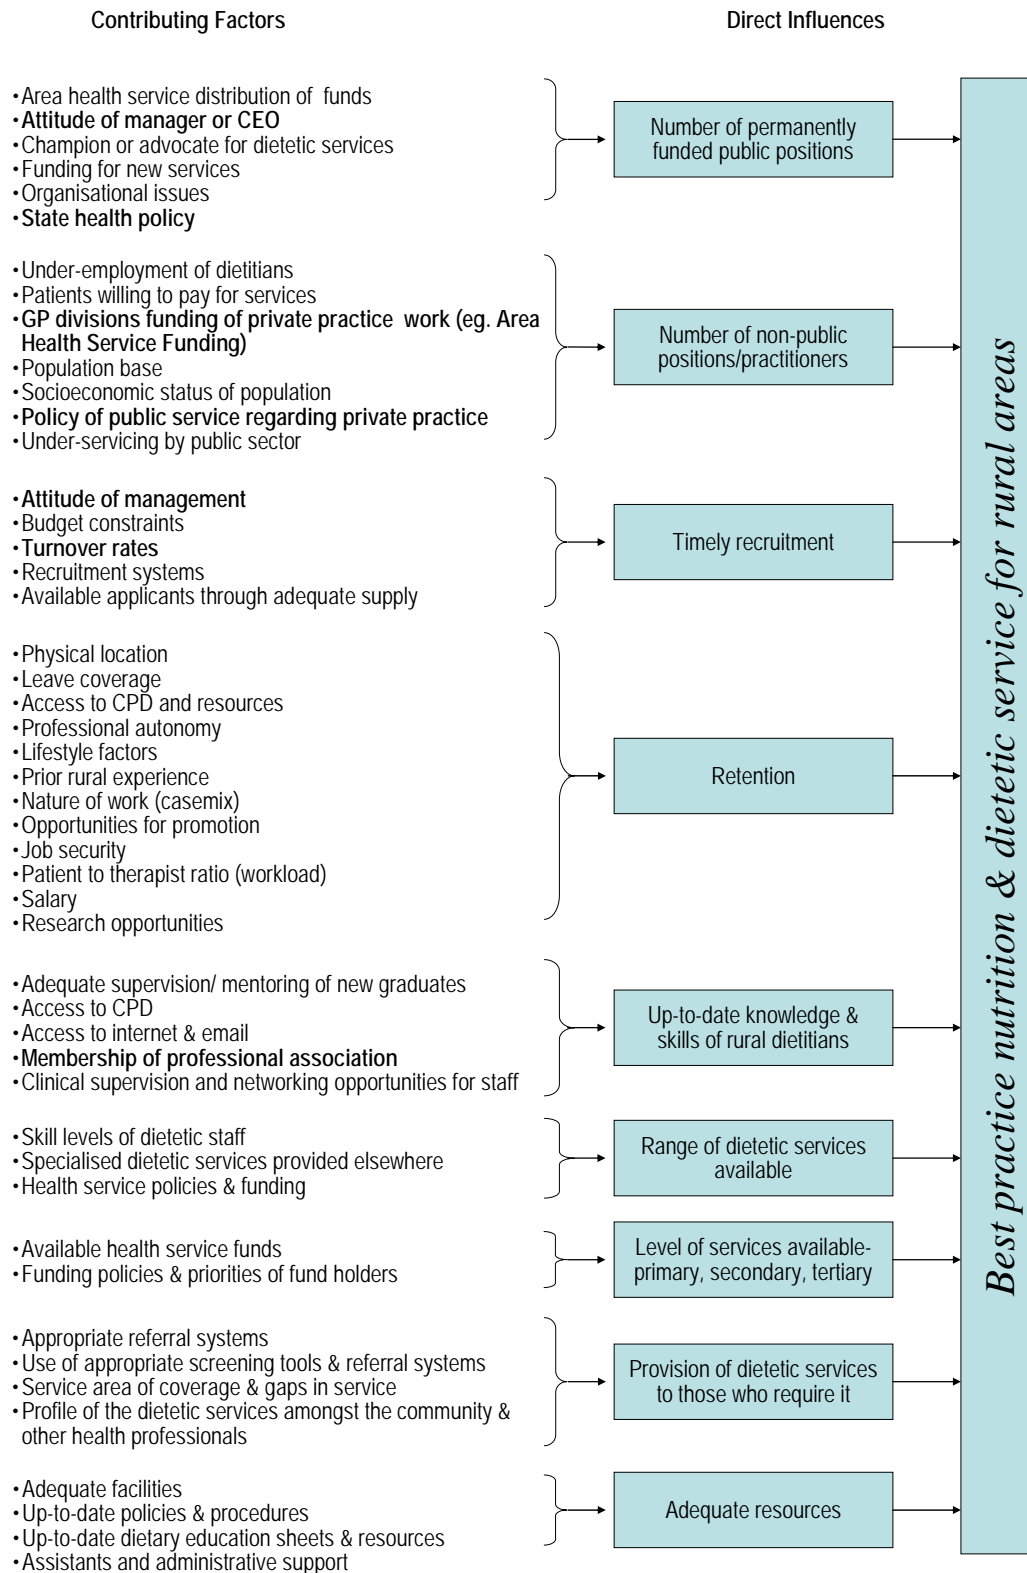 Contributing Factors
Direct Influences
•Area health service distribution of funds
•Attitude of manager or CEO
•Champion or advocate for dietetic services
•Funding for new services
•Organisational issues
•State health policy
Number of permanently
funded public positions
•Under-employment of dietitians
•Patients willing to pay for services
•GP divisions funding of private practice work (eg. Area
Health Service Funding)
•Population base
•Socioeconomic status of population
•Policy of public service regarding private practice
•Under-servicing by public sector
Number of non-public
positions/practitioners
•Attitude of management
•Budget constraints
•Turnover rates
•Recruitment systems
•Available applicants through adequate supply
Timely recruitment
•Physical location
•Leave coverage
•Access to CPD and resources
•Professional autonomy
•Lifestyle factors
•Prior rural experience
•Nature of work (casemix)
•Opportunities for promotion
•Job security
•Patient to therapist ratio (workload)
•Salary
•Research opportunities
Retention
•Adequate supervision/ mentoring of new graduates
•Access to CPD
•Access to internet & email
•Membership of professional association
•Clinical supervision and networking opportunities for staff
Up-to-date knowledge &
skills of rural dietitians
•Skill levels of dietetic staff
•Specialised dietetic services provided elsewhere
•Health service policies & funding
Range of dietetic services
available
•Available health service funds
•Funding policies & priorities of fund holders
Level of services available-
primary, secondary, tertiary
•Appropriate referral systems
•Use of appropriate screening tools & referral systems
•Service area of coverage & gaps in service
•Profile of the dietetic services amongst the community &
other health professionals
Provision of dietetic services
to those who require it
•Adequate facilities
•Up-to-date policies & procedures
•Up-to-date dietary education sheets & resources
•Assistants and administrative support
Adequate resources
Best practice nutrition & dietetic service for rural areas